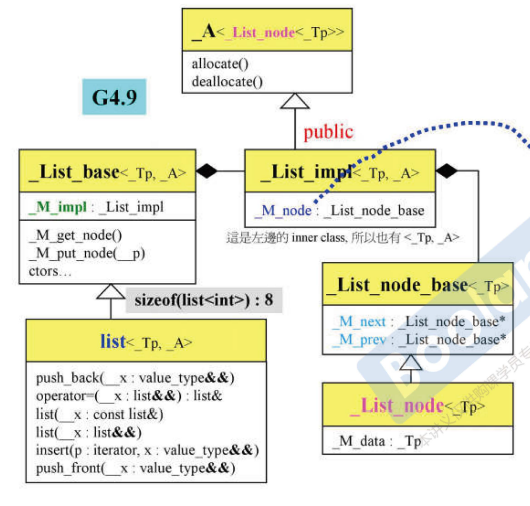 _A<_List_node<_Tp>>
allocate()
deallocate()
G4.9
public
_List_base<_Tp, _A>
_M_impl : _List_impl
_M_get_node()
_M_put_node(__p)
ctors…
_List_impl<_Tp, _A>
_M_node : _List_node_base
這是左邊的 inner class, 所以也有 <_Tp, _A>
sizeof(list<int>) : 8
list<_Tp, _A>
push_back(__x : value_type&&)
operator=(__x : list&&) : list&
list(__x : const list&)
list(__x : list&&)
insert(p : iterator, x : value_type&&)
push_front(__x : value_type&&)
_List_node_base<_Tp>
_M_next : _List_node_base*
_M_prev : _List_node_base*
_List_node<_Tp>
_M_data : _Tp